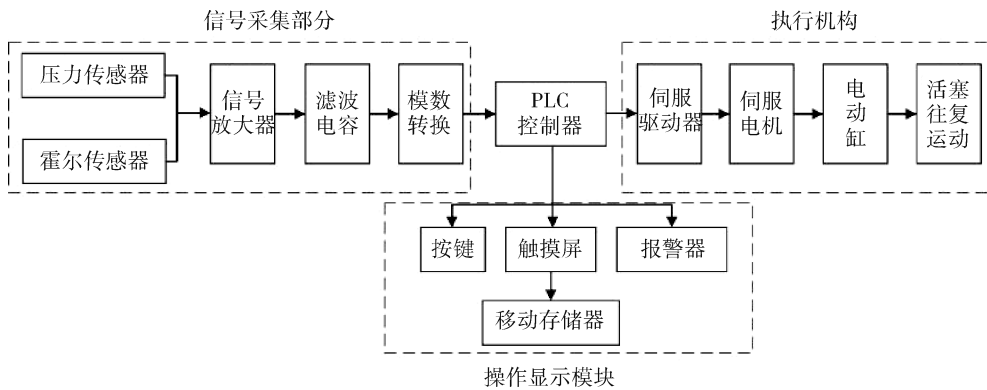 信号采集部分
执行机构
压力传感器
霍尔传感器
信号
放大器
滤波
电容
模数
转换
PLC
控制器
伺服
驱动器
伺服
电机
电
动
缸
活塞
往复
运动
按键
触摸屏
报警器
移动存储器
操作显示模块